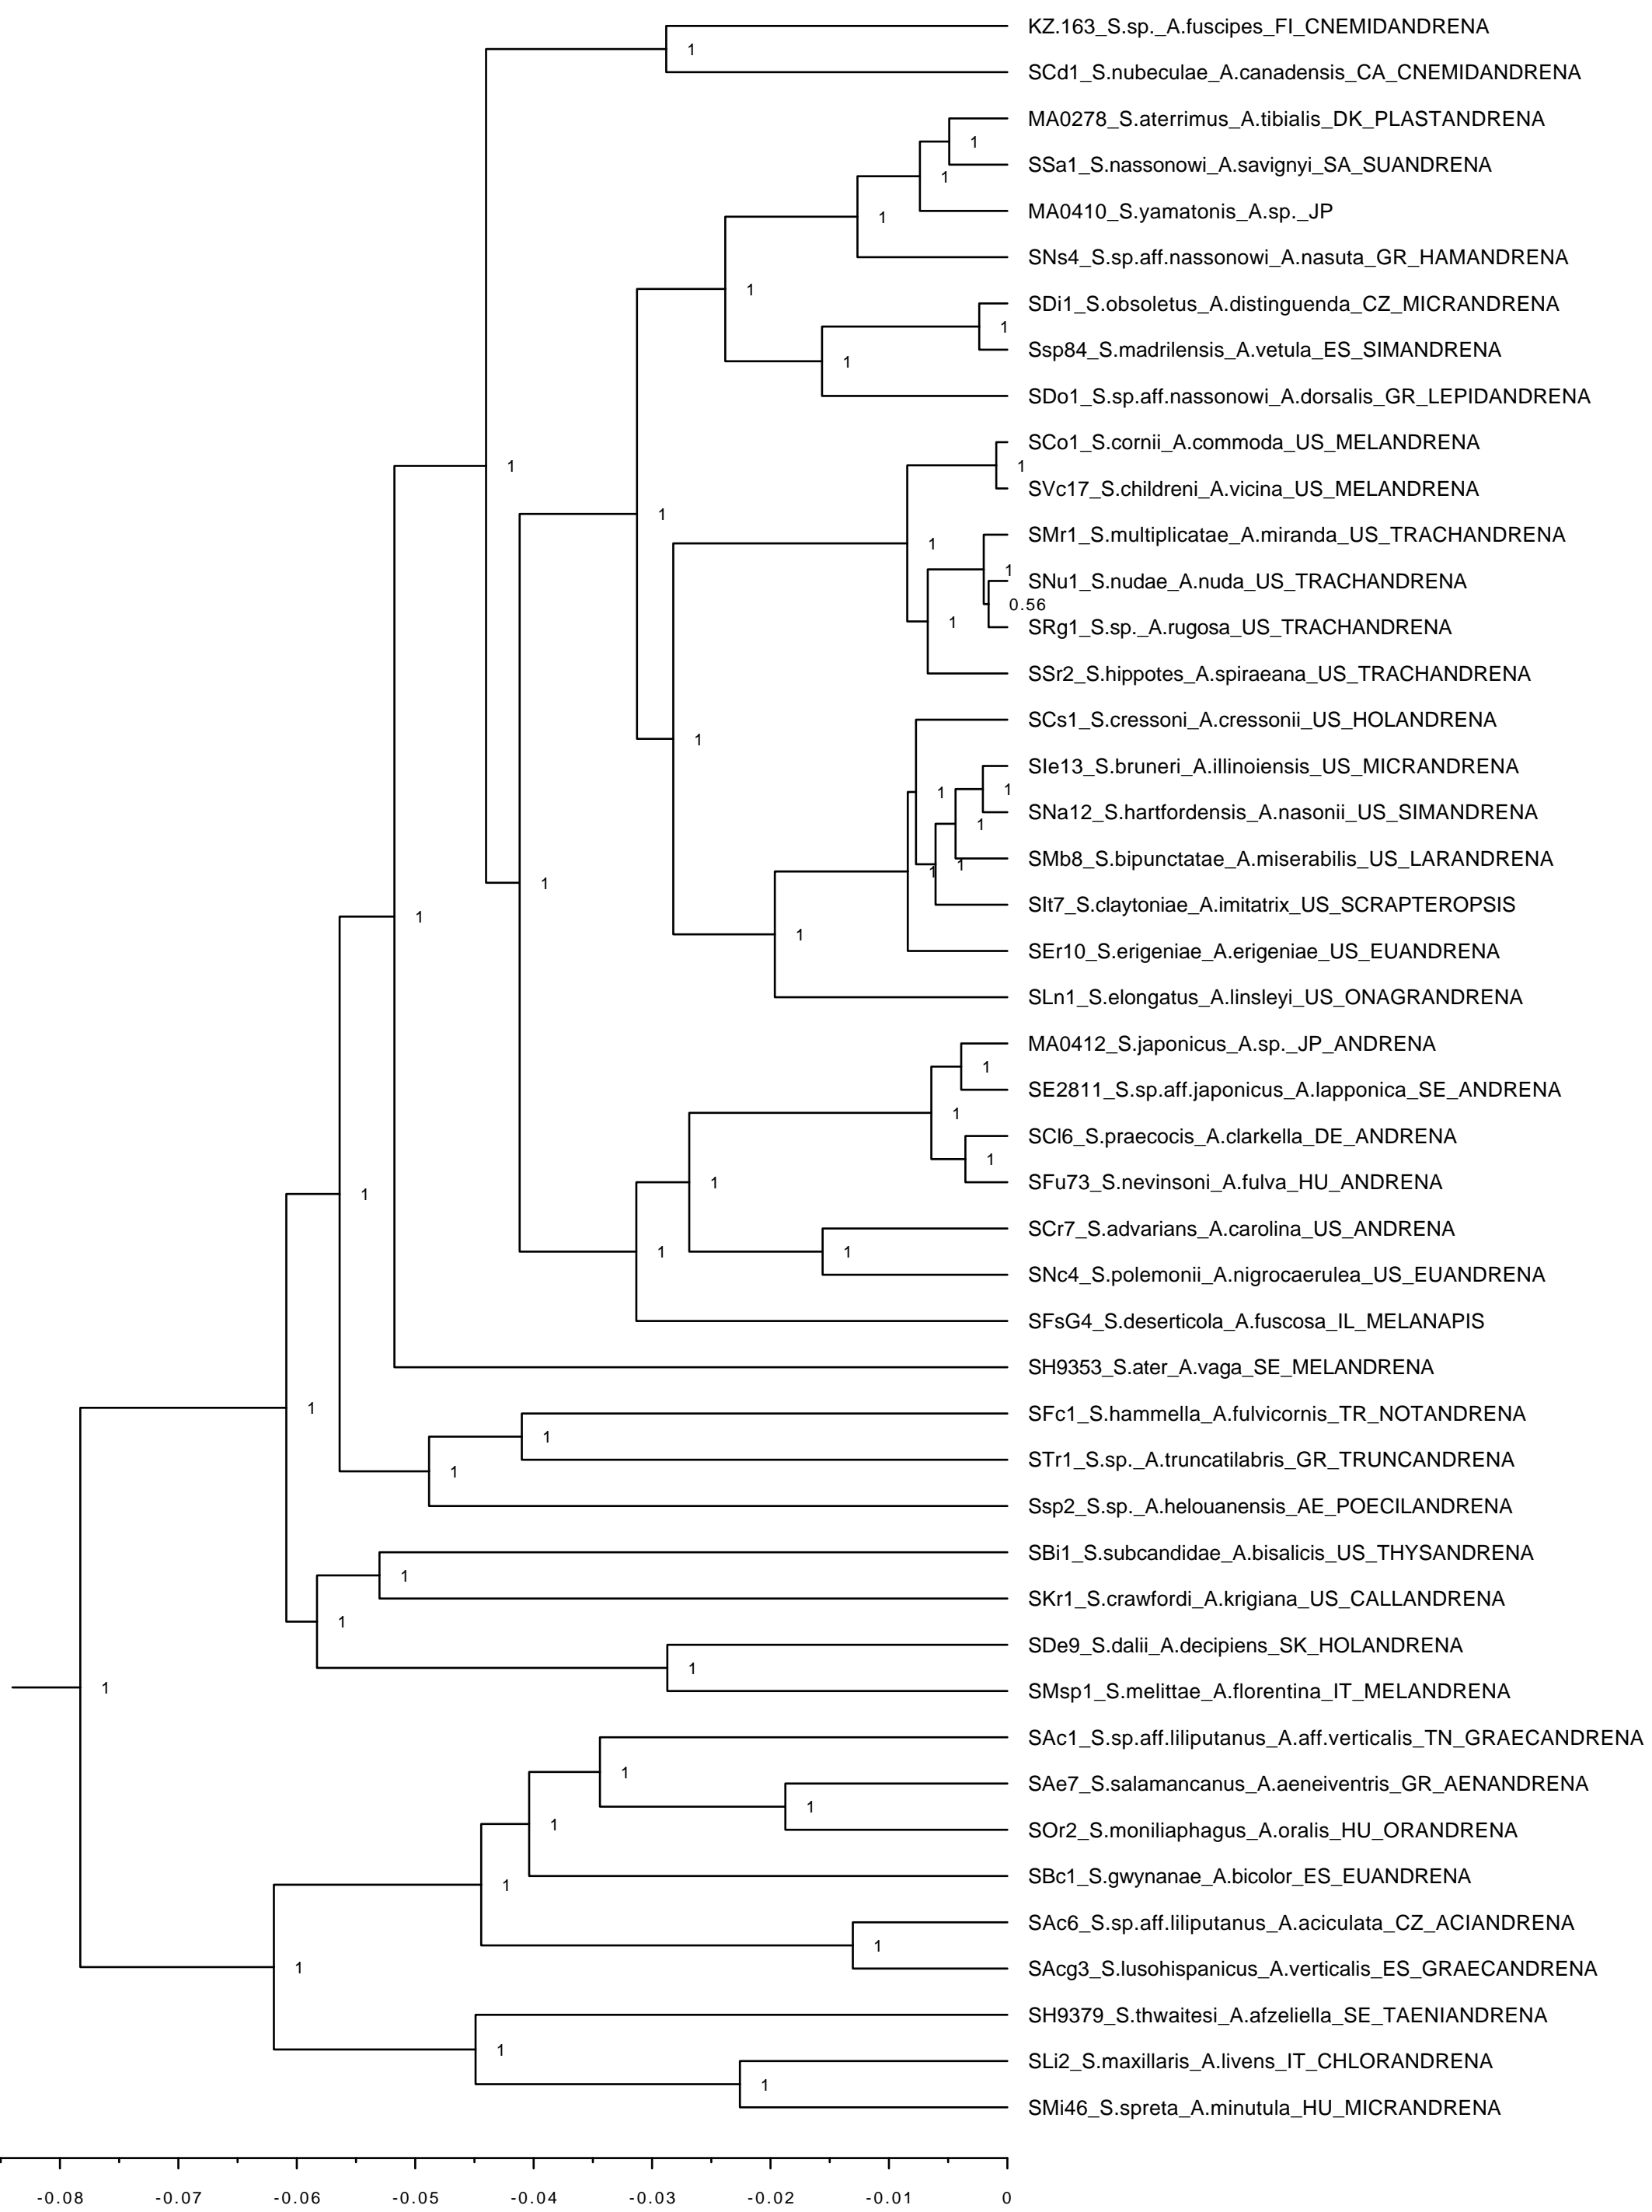 KZ.163_S.sp._A.fuscipes_FI_CNEMIDANDRENA
1
SCd1_S.nubeculae_A.canadensis_CA_CNEMIDANDRENA
MA0278_S.aterrimus_A.tibialis_DK_PLASTANDRENA
1
SSa1_S.nassonowi_A.savignyi_SA_SUANDRENA
1
MA0410_S.yamatonis_A.sp._JP
1
SNs4_S.sp.aff.nassonowi_A.nasuta_GR_HAMANDRENA
1
SDi1_S.obsoletus_A.distinguenda_CZ_MICRANDRENA
1
Ssp84_S.madrilensis_A.vetula_ES_SIMANDRENA
1
SDo1_S.sp.aff.nassonowi_A.dorsalis_GR_LEPIDANDRENA
SCo1_S.cornii_A.commoda_US_MELANDRENA
1
1
SVc17_S.children​i_A.vicina_US_MELANDRENA
1
SMr1_S.multiplicatae_A.miranda_US_TRACHANDRENA
1
1
SNu1_S.nudae_A.nuda_US_TRACHANDRENA
0.56
1
SRg1_S.sp._A.rugosa_US_TRACHANDRENA
SSr2_S.hippotes_A.spiraeana_US_TRACHANDRENA
SCs1_S.cressoni_A.cressonii_US_HOLANDRENA
1
SIe13_S.bruneri_A.illinoiensis_US_MICRANDRENA
1
1
SNa12_S.hartfordensis_A.nasonii_US_SIMANDRENA
1
SMb8_S.bipunctatae_A.miserabilis_US_LARANDRENA
1
1
1
SIt7_S.claytoniae_A.imitatrix_US_SCRAPTEROPSIS
1
1
SEr10_S.erigeniae_A.erigeniae_US_EUANDRENA
SLn1_S.elongatus_A.linsleyi_US_ONAGRANDRENA
MA0412_S.japonicus_A.sp._JP_ANDRENA
1
SE2811_S.sp.aff.japonicus_A.lapponica_SE_ANDRENA
1
SCl6_S.praecocis_A.clarkella_DE_ANDRENA
1
SFu73_S.nevinsoni_A.fulva_HU_ANDRENA
1
1
SCr7_S.advarians_A.carolina_US_ANDRENA
1
1
SNc4_S.polemonii_A.nigrocaerulea_US_EUANDRENA
SFsG4_S.deserticola_A.fuscosa_IL_MELANAPIS
SH9353_S.ater_A.vaga_SE_MELANDRENA
1
SFc1_S.hammella_A.fulvicornis_TR_NOTANDRENA
1
STr1_S.sp._A.truncatilabris_GR_TRUNCANDRENA
1
Ssp2_S.sp._A.helouanensis_AE_POECILANDRENA
SBi1_S.subcandidae_A.bisalicis_US_THYSANDRENA
1
SKr1_S.crawfordi_A.krigiana_US_CALLANDRENA
1
SDe9_S.dalii_A.decipiens_SK_HOLANDRENA
1
1
SMsp1_S.melittae_A.florentina_IT_MELANDRENA
SAc1_S.sp.aff.liliputanus_A.aff.verticalis_TN_GRAECANDRENA
1
SAe7_S.salamancanus_A.aeneiventris_GR_AENANDRENA
1
1
SOr2_S.moniliaphagus_A.oralis_HU_ORANDRENA
SBc1_S.gwynanae_A.bicolor_ES_EUANDRENA
1
SAc6_S.sp.aff.liliputanus_A.aciculata_CZ_ACIANDRENA
1
1
SAcg3_S.lusohispanicus_A.verticalis_ES_GRAECANDRENA
SH9379_S.thwaitesi_A.afzeliella_SE_TAENIANDRENA
1
SLi2_S.maxillaris_A.livens_IT_CHLORANDRENA
1
SMi46_S.spreta_A.minutula_HU_MICRANDRENA
-0.08 -0.07 -0.06 -0.05 -0.04 -0.03 -0.02 -0.01 0